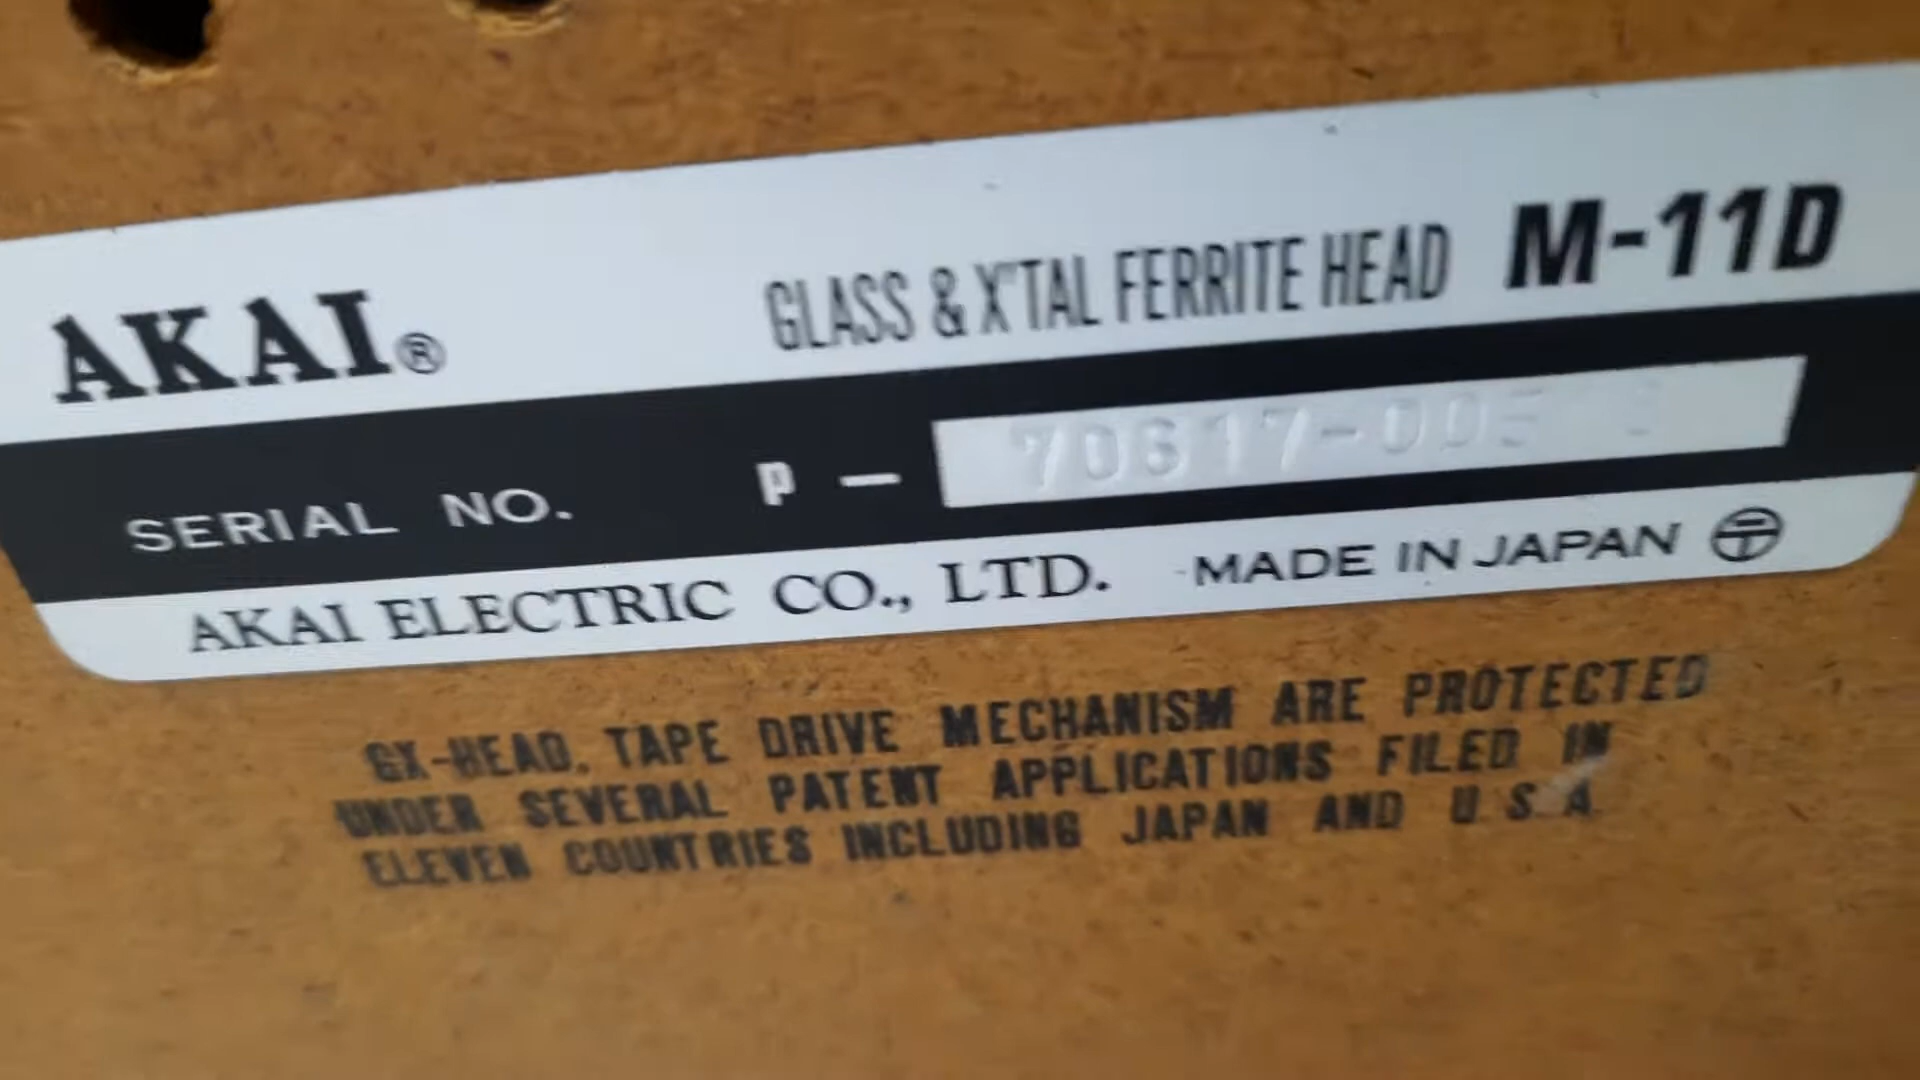 AKAI® GLASS & X'TAL FERRITE HEAD M-11D
SERIAL NO. P —
AKAI ELECTRIC CO., LTD. MADE IN JAPAN
GX-HEAD, TAPE DRIVE MECHANISM ARE PROTECTED
UNDER SEVERAL PATENT APPLICATIONS FILED IN
ELEVEN COUNTRIES INCLUDING JAPAN AND U.S.A.